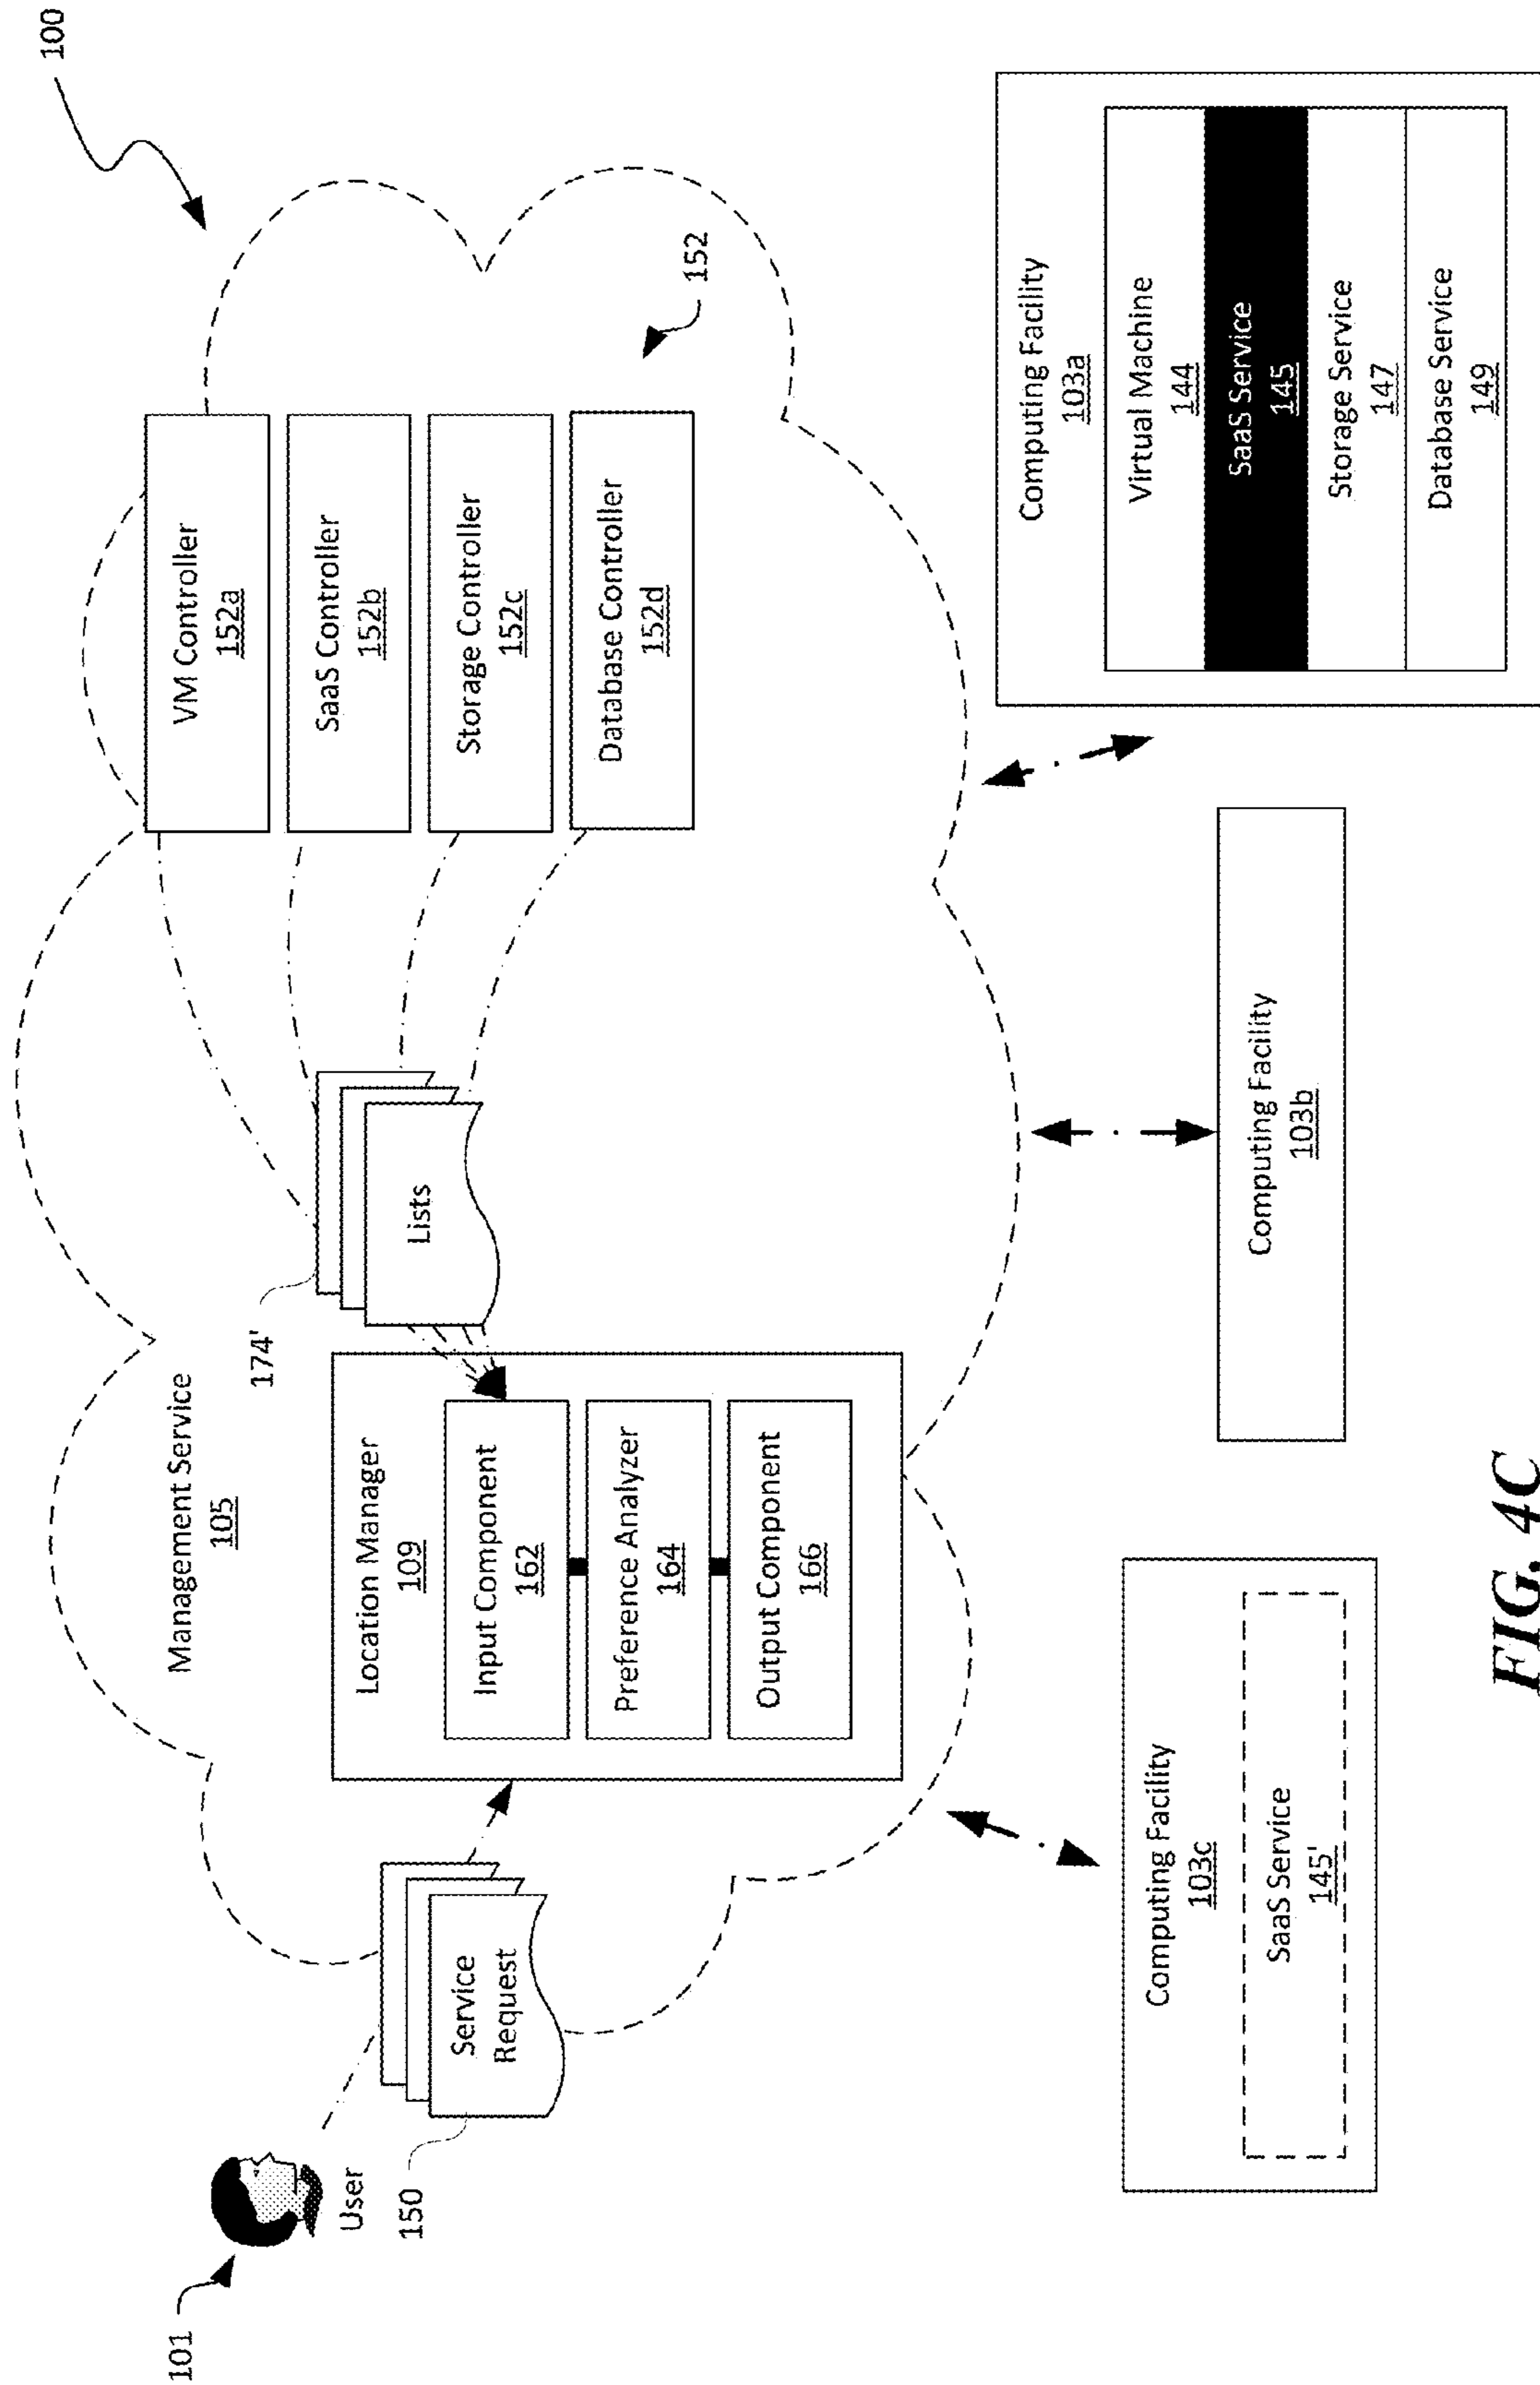 100
Management Service
105
VM Controller
152a
SaaS Controller
152b
Storage Controller
152c
Database Controller
152d
152
174'
Lists
Location Manager
109
Input Component
162
Preference Analyzer
164
Output Component
166
101
User
150
Service
Request
Computing Facility
103c
SaaS Service
145'
Computing Facility
103b
Computing Facility
103a
Virtual Machine
144
SaaS Service
145
Storage Service
147
Database Service
149
FIG. 4C